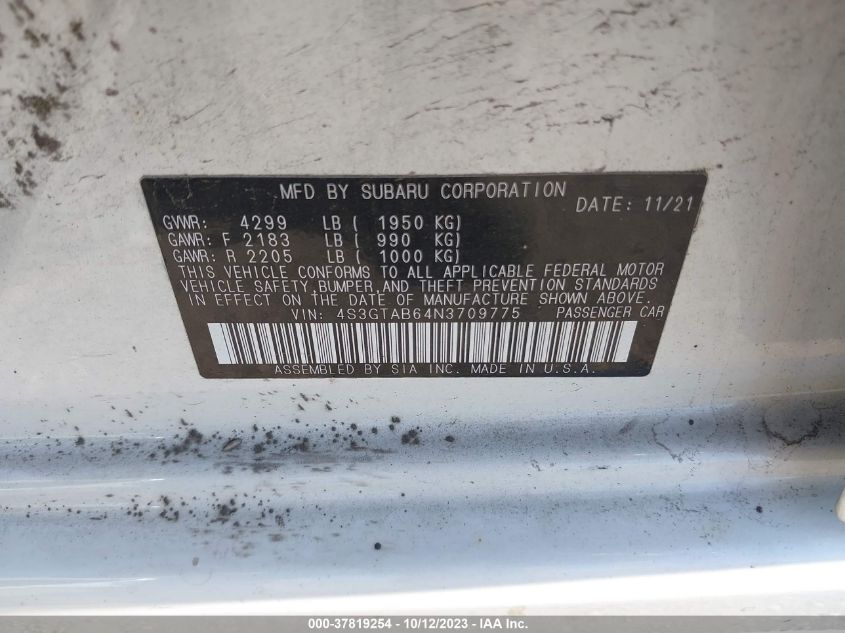 MFD BY SUBARU CORPORATION DATE: 11/21
GVWR: 4299 LB ( 1950 KG)
GAWR: F 2183 LB ( 990 KG)
GAWR: R 2205 LB ( 1000 KG)
THIS VEHICLE CONFORMS TO ALL APPLICABLE FEDERAL MOTOR
VEHICLE SAFETY,BUMPER,AND THEFT PREVENTION STANDARDS
IN EFFECT ON THE DATE OF MANUFACTURE SHOWN ABOVE.
VIN: 4S3GTAB64N3709775 PASSENGER CAR
ASSEMBLED BY SIA INC. MADE IN U.S.A.
000-37819254 - 10/12/2023 - IAA Inc.